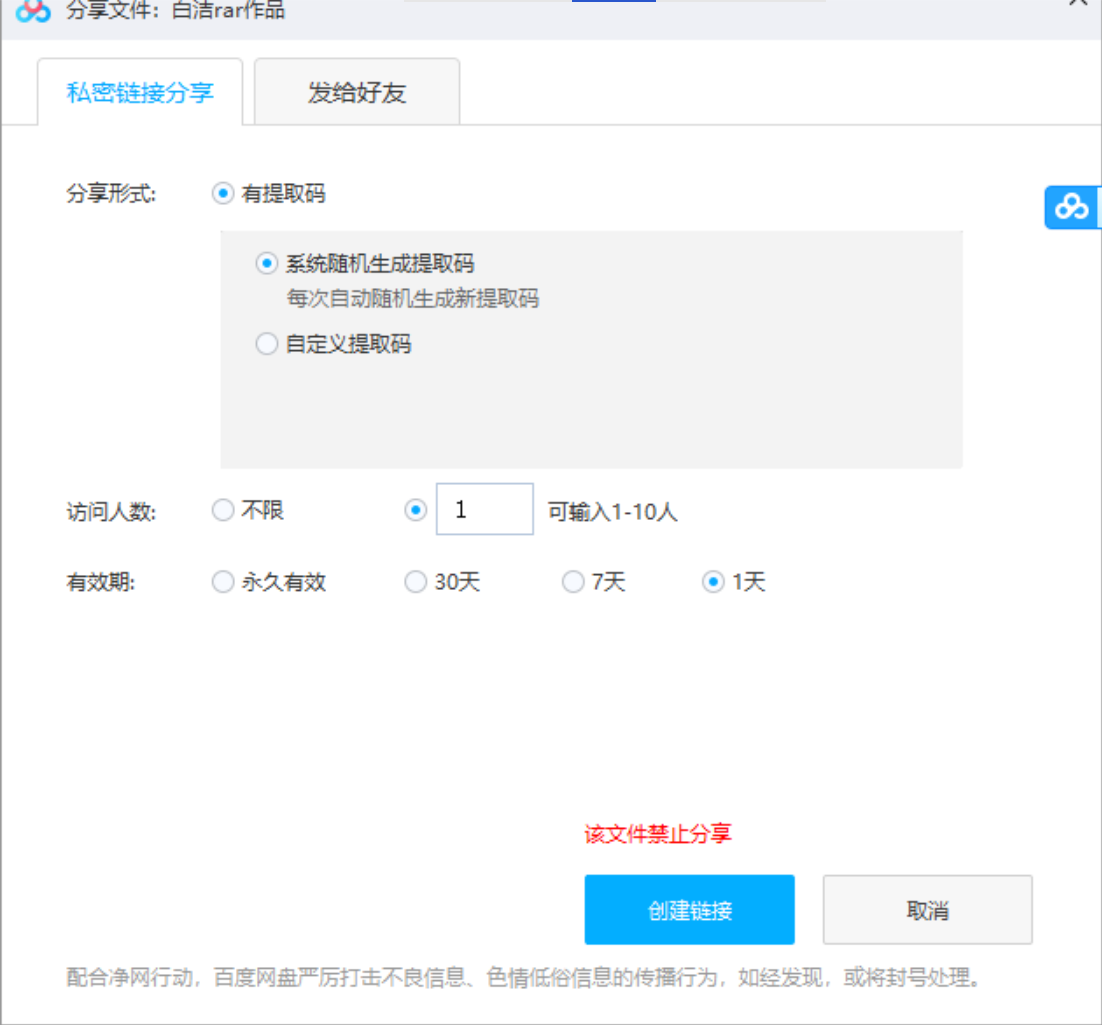 分享文件：白洁rar作品
私密链接分享 发给好友
分享形式: 有提取码
系统随机生成提取码
每次自动随机生成新提取码
自定义提取码
访问人数: 不限 1 可输入1-10人
有效期: 永久有效 30天 7天 1天
该文件禁止分享
创建链接 取消
配合净网行动，百度网盘严厉打击不良信息、色情低俗信息的传播行为，如经发现，或将封号处理。